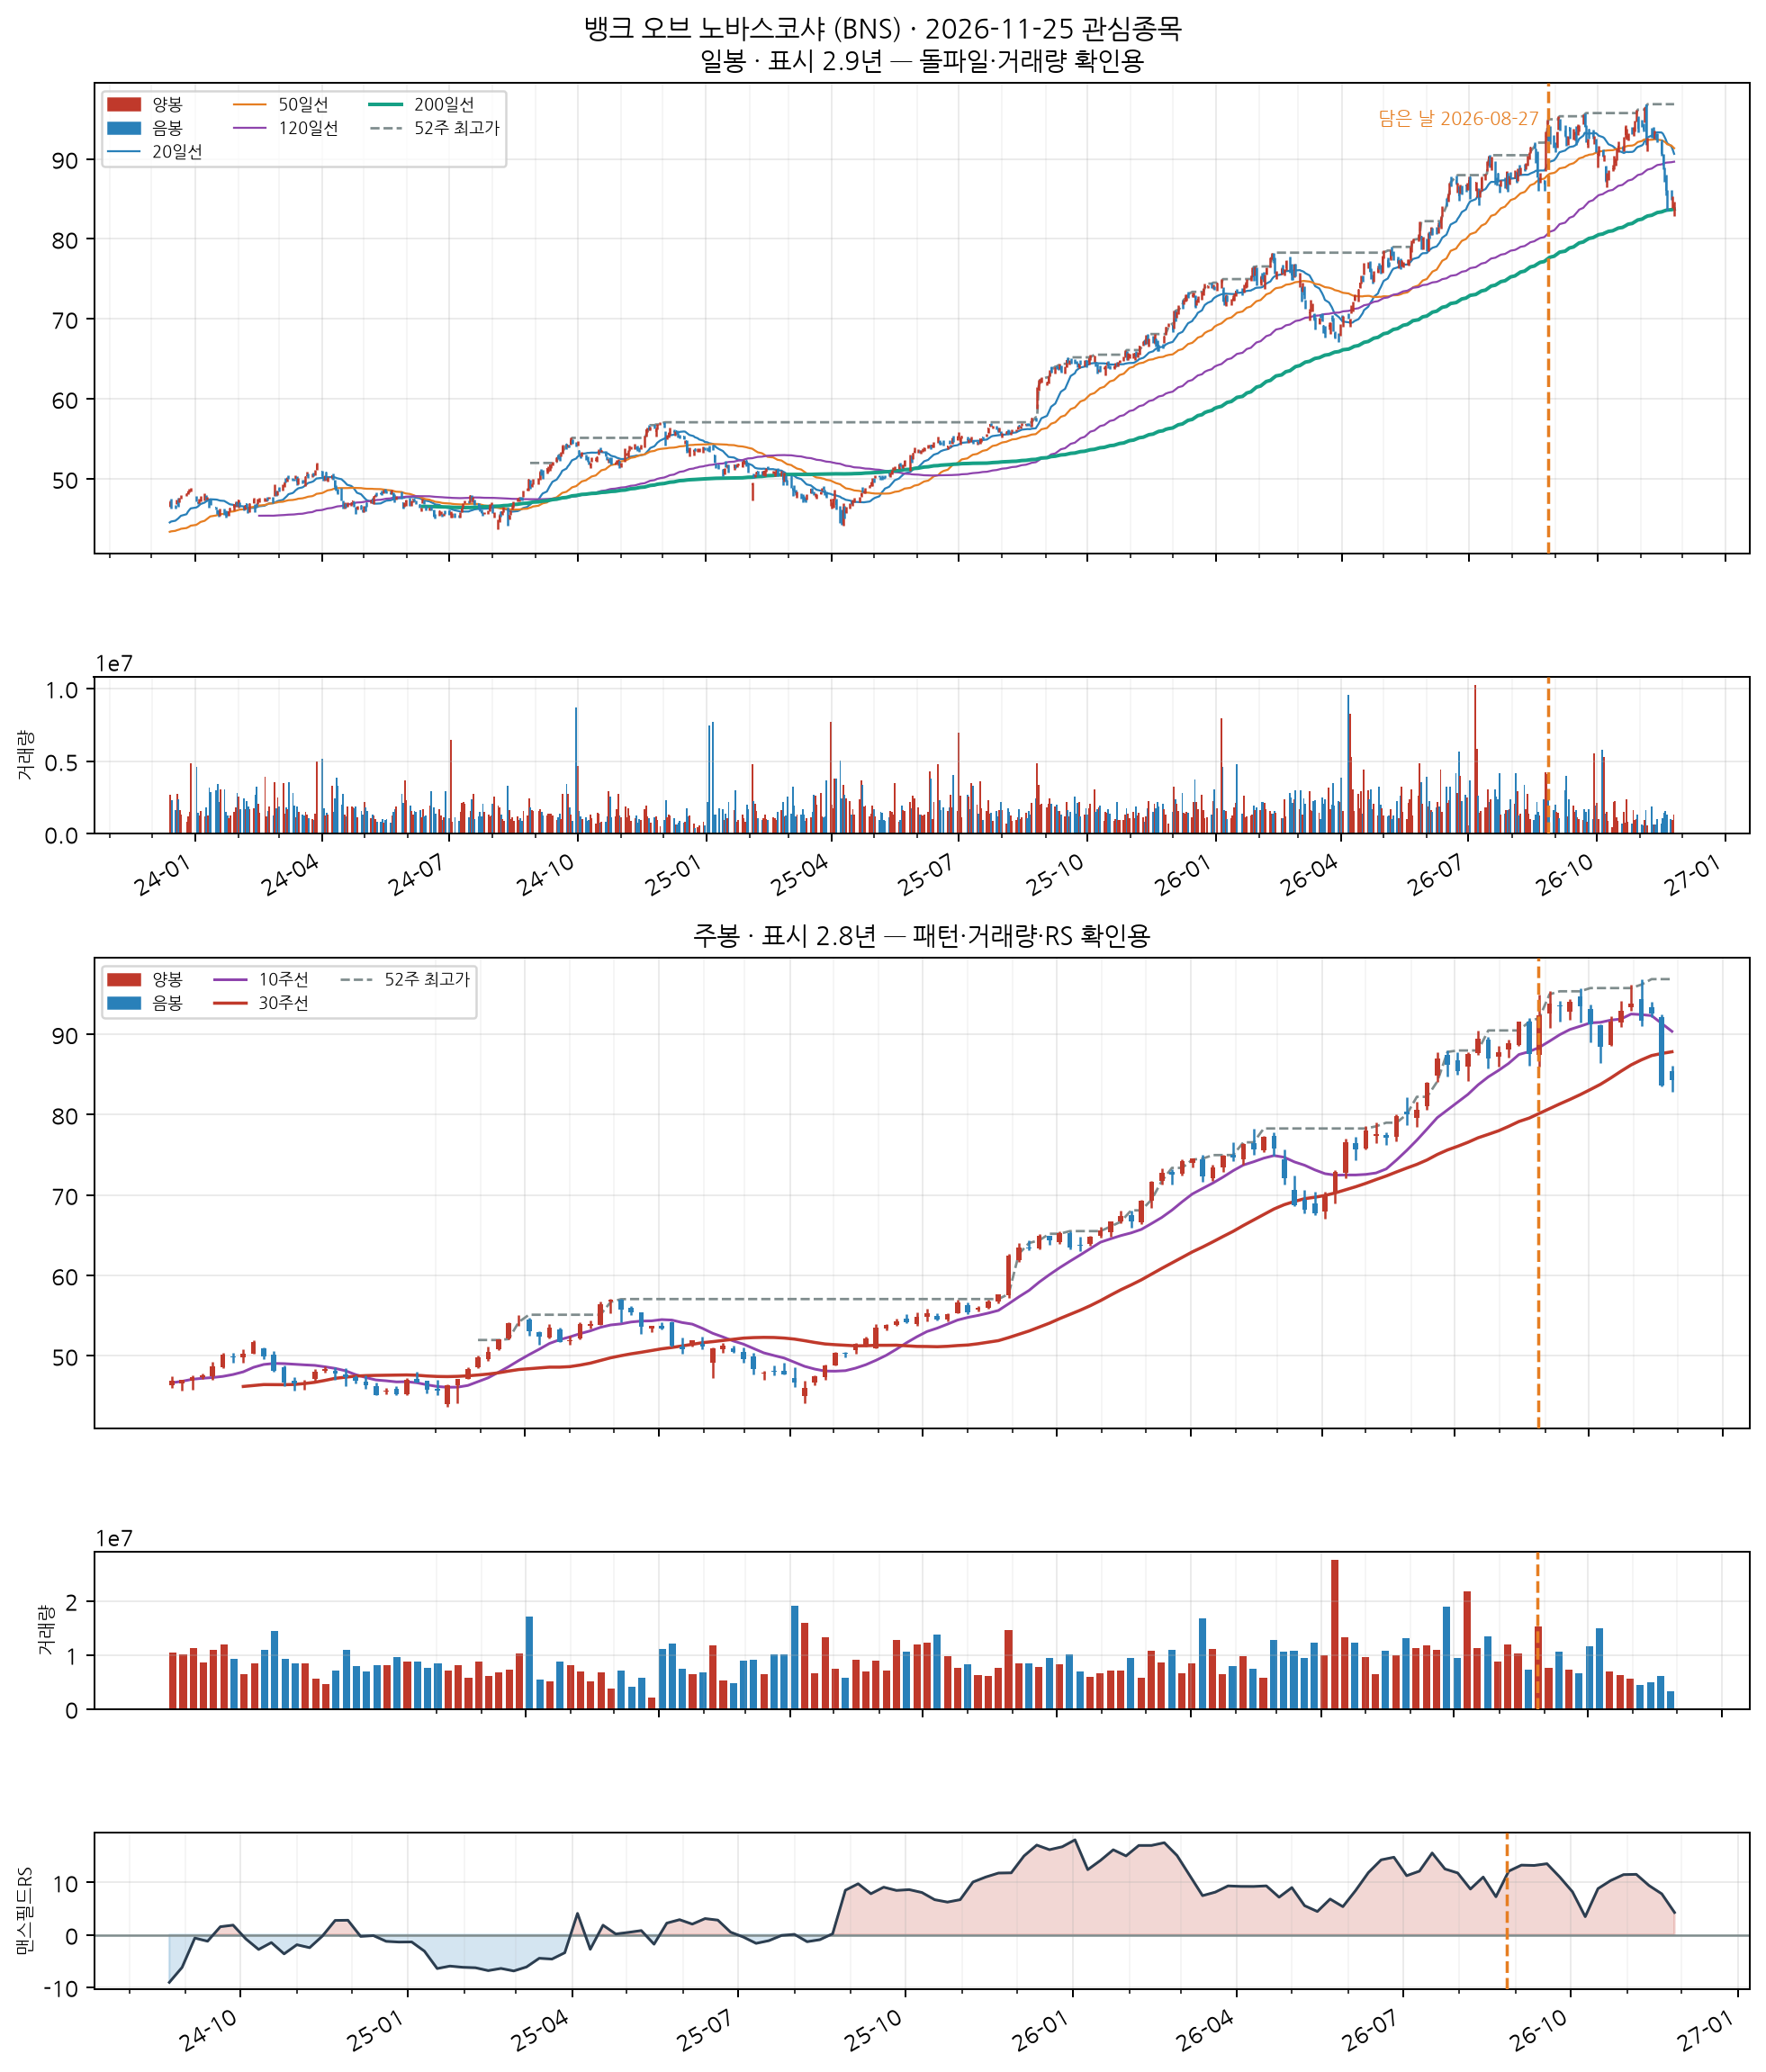 뱅크 오브 노바스코샤 (BNS) · 2026-11-25 관심종목
일봉 · 표시 2.9년 — 돌파일·거래량 확인용
양봉
음봉
20일선
50일선
120일선
200일선
52주 최고가
담은 날 2026-08-27
90
80
70
60
50
1e7
거래량
1.0
0.5
0.0
24-01
24-04
24-07
24-10
25-01
25-04
25-07
25-10
26-01
26-04
26-07
26-10
27-01
주봉 · 표시 2.8년 — 패턴·거래량·RS 확인용
양봉
음봉
10주선
30주선
52주 최고가
90
80
70
60
50
1e7
거래량
2
1
0
맨스필드RS
10
0
-10
24-10
25-01
25-04
25-07
25-10
26-01
26-04
26-07
26-10
27-01